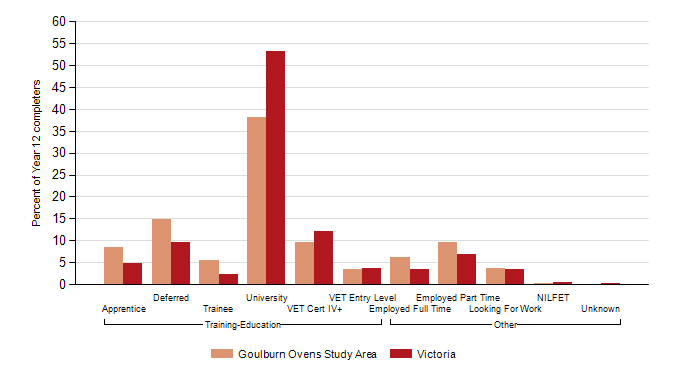 60
55
50
45
40
35
30
25
20
15
10
5
0
Percent of Year 12 completers
Deferred University VET Entry Level Employed Part Time NILFET
Apprentice Trainee VET Cert IV+ Employed Full Time Looking For Work Unknown
Training-Education Other
Goulburn Ovens Study Area Victoria